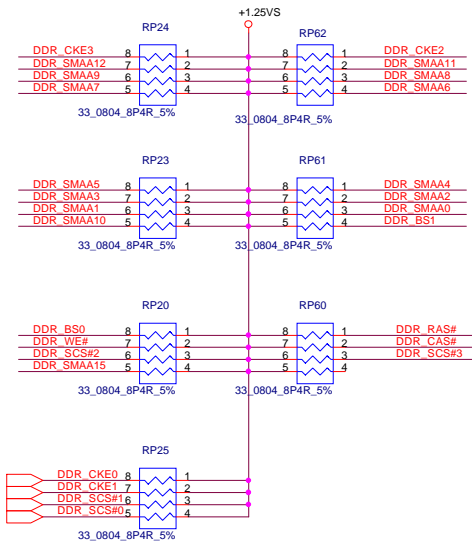 +1.25VS
RP24 RP62
DDR_CKE3 8 1 8 1 DDR_CKE2
DDR_SMAA12 7 2 7 2 DDR_SMAA11
DDR_SMAA9 6 3 6 3 DDR_SMAA8
DDR_SMAA7 5 4 5 4 DDR_SMAA6
33_0804_8P4R_5% 33_0804_8P4R_5%
RP23 RP61
DDR_SMAA5 8 1 8 1 DDR_SMAA4
DDR_SMAA3 7 2 7 2 DDR_SMAA2
DDR_SMAA1 6 3 6 3 DDR_SMAA0
DDR_SMAA10 5 4 5 4 DDR_BS1
33_0804_8P4R_5% 33_0804_8P4R_5%
RP20 RP60
DDR_BS0 8 1 8 1 DDR_RAS#
DDR_WE# 7 2 7 2 DDR_CAS#
DDR_SCS#2 6 3 6 3 DDR_SCS#3
DDR_SMAA15 5 4 5 4
33_0804_8P4R_5% 33_0804_8P4R_5%
RP25
DDR_CKE0 8 1
DDR_CKE1 7 2
DDR_SCS#1 6 3
DDR_SCS#0 5 4
33_0804_8P4R_5%